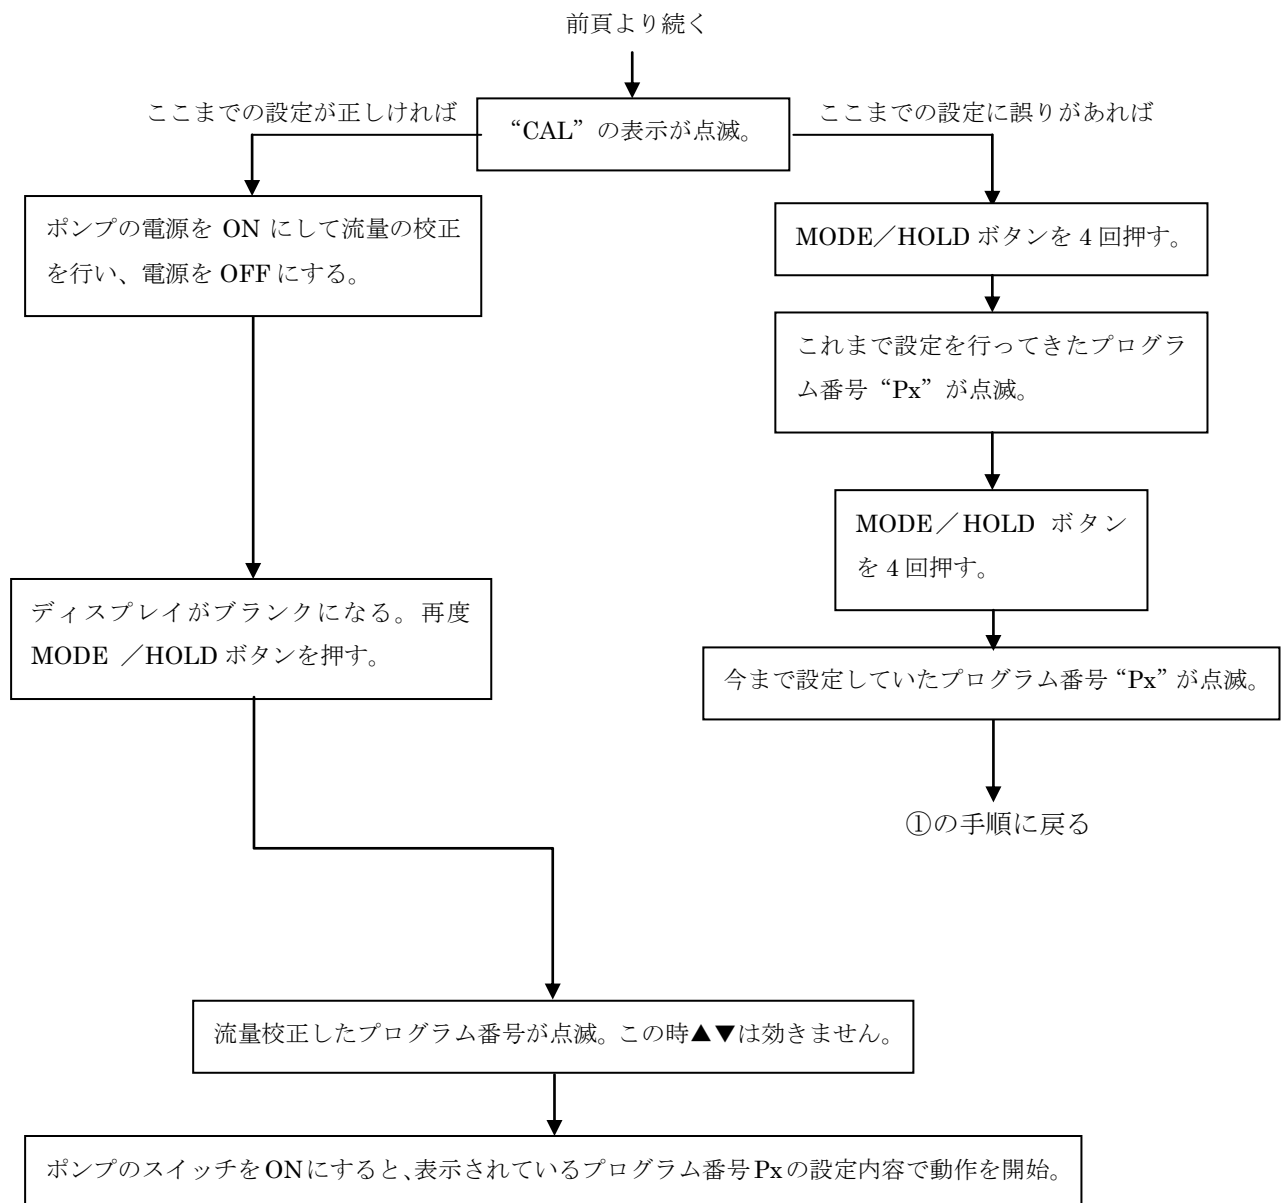 前頁より続く
ここまでの設定が正しければ
“CAL”の表示が点滅。
ここまでの設定に誤りがあれば
ポンプの電源を ON にして流量の校正
を行い、電源を OFF にする。
MODE／HOLD ボタンを 4 回押す。
これまで設定を行ってきたプログラ
ム番号“Px”が点滅。
MODE／HOLD ボタン
を 4 回押す。
ディスプレイがブランクになる。再度
MODE ／HOLD ボタンを押す。
今まで設定していたプログラム番号“Px”が点滅。
①の手順に戻る
流量校正したプログラム番号が点滅。この時▲▼は効きません。
ポンプのスイッチを ON にすると、表示されているプログラム番号 Px の設定内容で動作を開始。